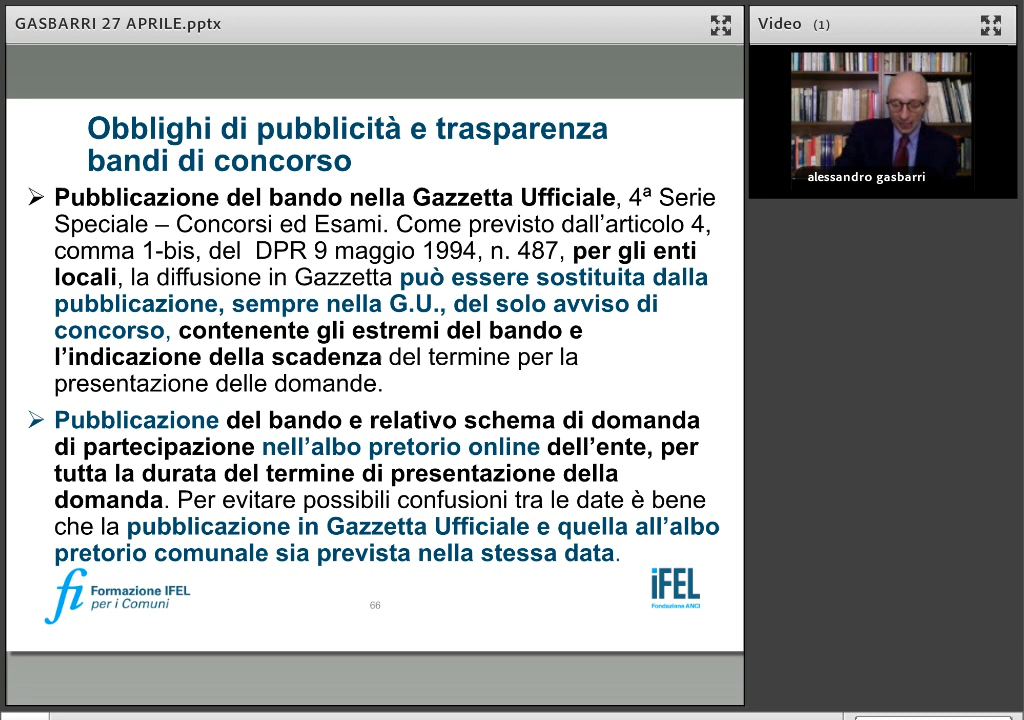 GASBARRI 27 APRILE.pptx
Video (1)
alessandro gasbarri
Obblighi di pubblicità e trasparenza
bandi di concorso
➢ Pubblicazione del bando nella Gazzetta Ufficiale, 4ª Serie
Speciale – Concorsi ed Esami. Come previsto dall’articolo 4,
comma 1-bis, del DPR 9 maggio 1994, n. 487, per gli enti
locali, la diffusione in Gazzetta può essere sostituita dalla
pubblicazione, sempre nella G.U., del solo avviso di
concorso, contenente gli estremi del bando e
l’indicazione della scadenza del termine per la
presentazione delle domande.
➢ Pubblicazione del bando e relativo schema di domanda
di partecipazione nell’albo pretorio online dell’ente, per
tutta la durata del termine di presentazione della
domanda. Per evitare possibili confusioni tra le date è bene
che la pubblicazione in Gazzetta Ufficiale e quella all’albo
pretorio comunale sia prevista nella stessa data.
fi Formazione IFEL
per i Comuni
66
iFEL
Fondazione ANCI